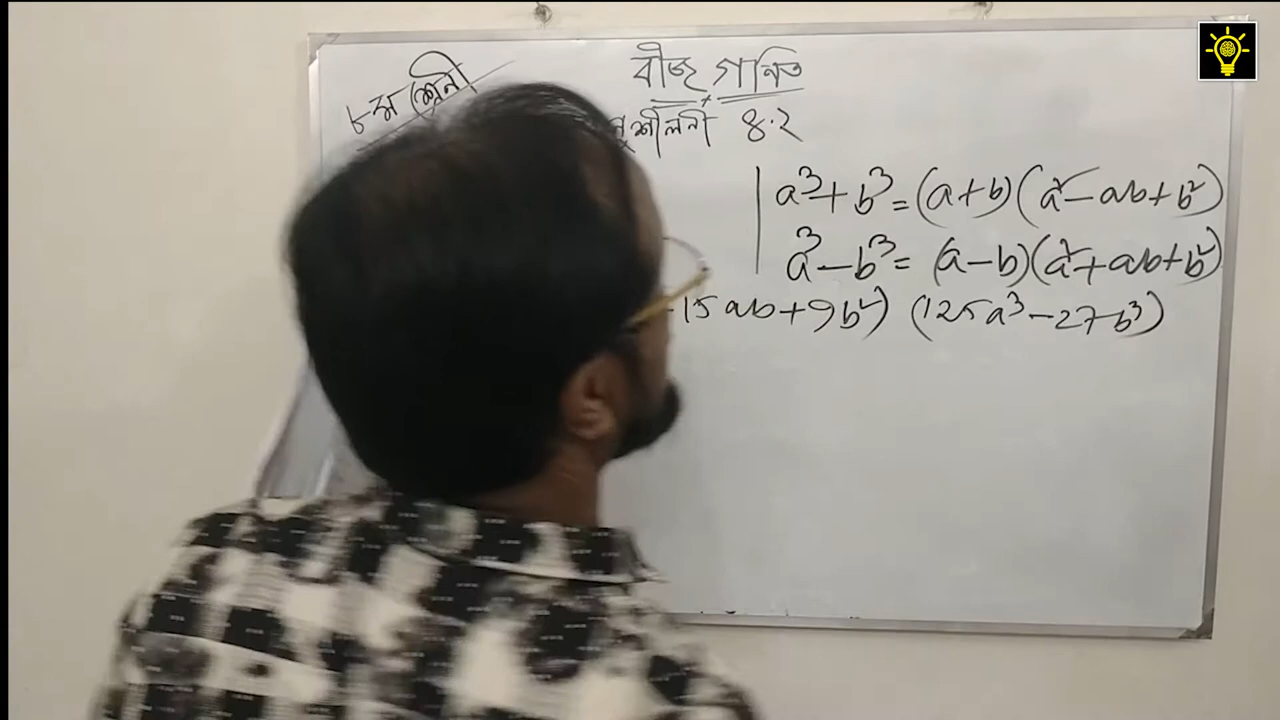 ৮ম শ্রেনী
বীজ গনিত
নুশীলনী ৪.২
a³+b³=(a+b)(a²-ab+b²)
a³-b³=(a-b)(a²+ab+b²)
-15ab+9b²) (125a³-27b³)